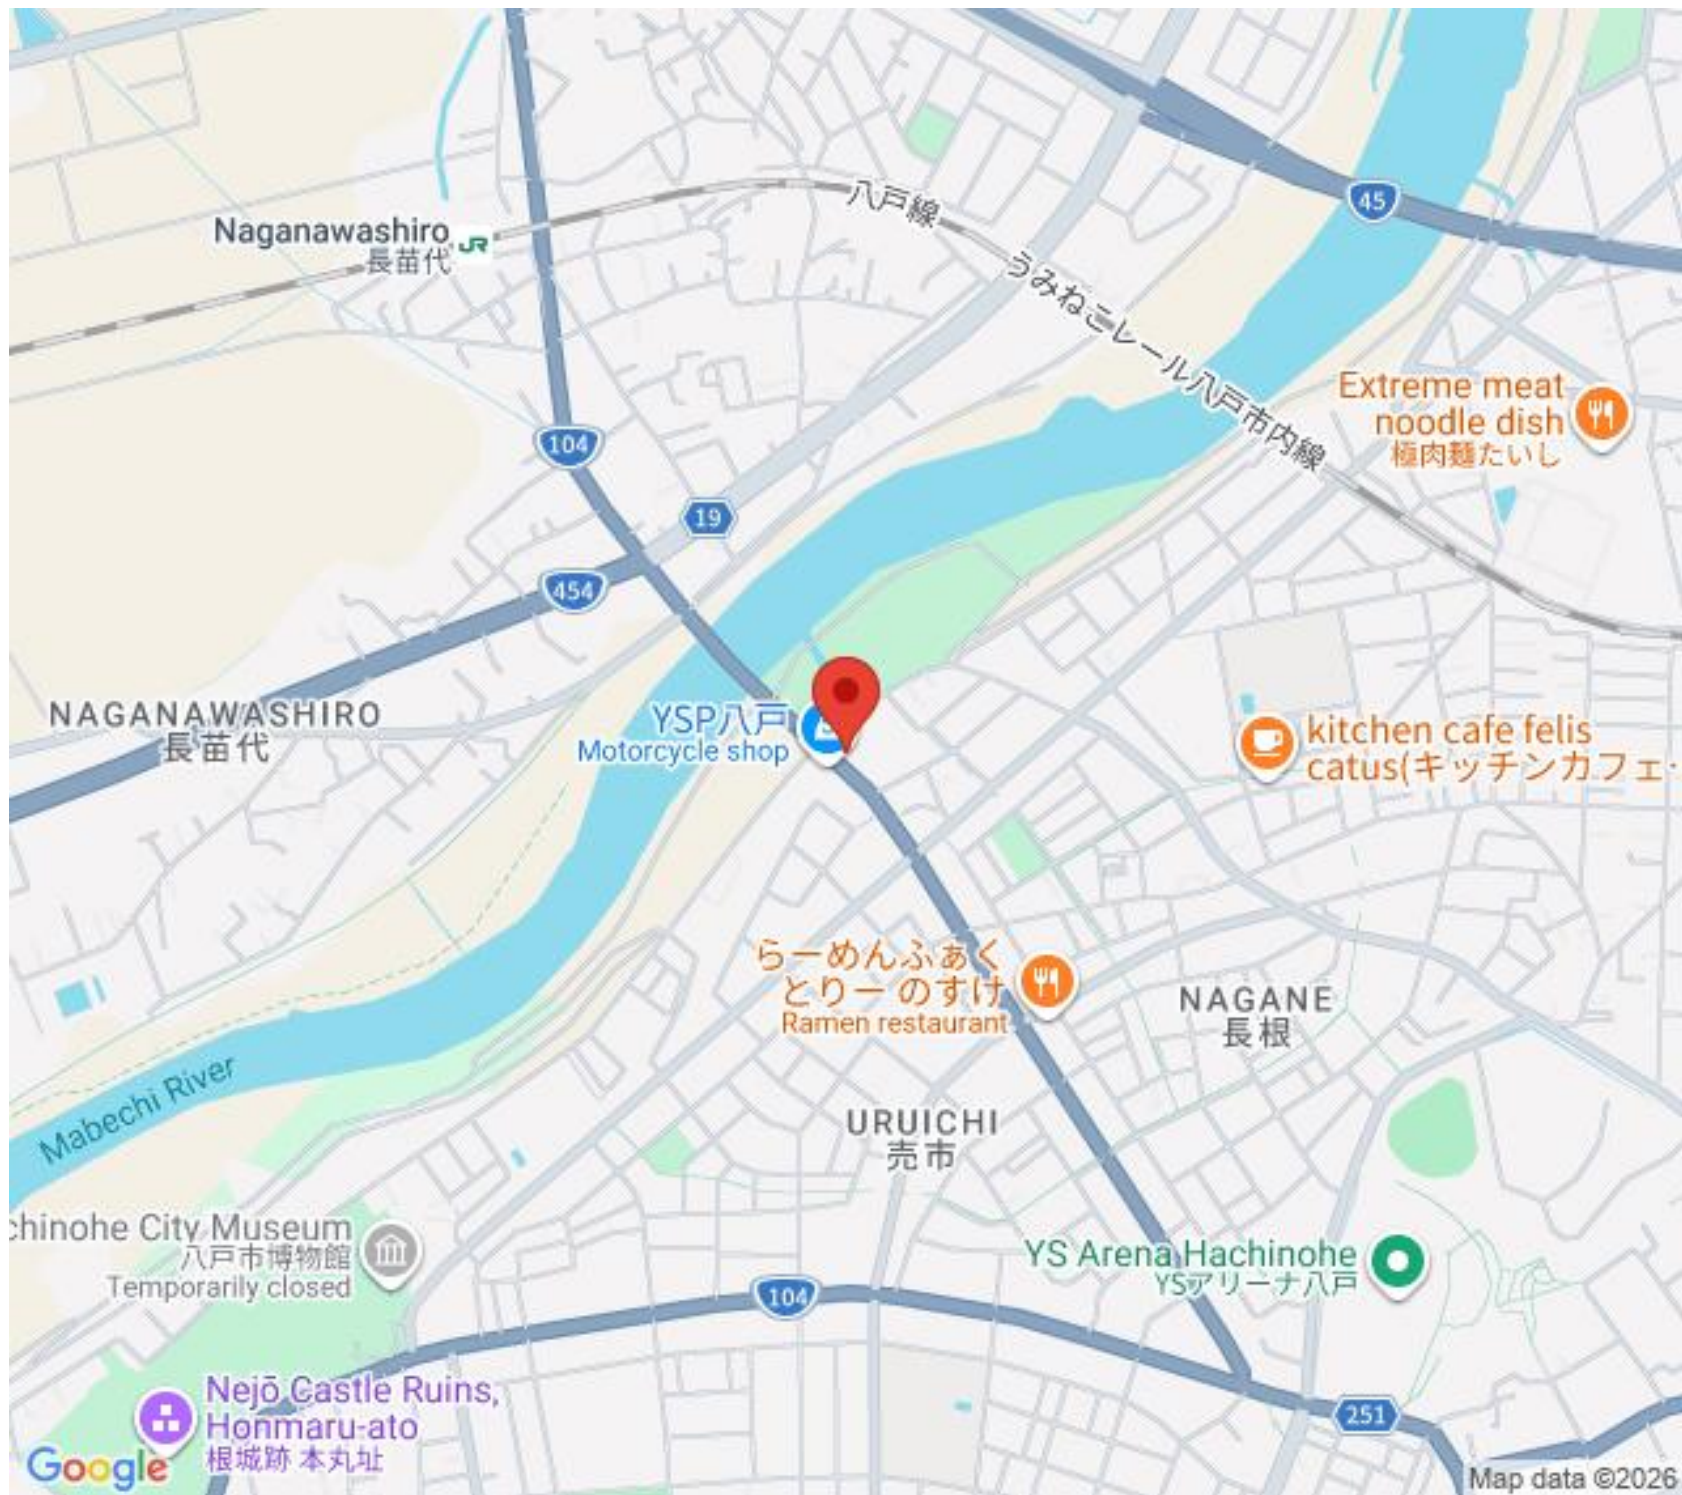 45
八戸線
Naganawashiro
JR
長苗代
うみねこレール八戸市内線
Extreme meat
noodle dish
極肉麵たいし
104
19
454
NAGANAWASHIRO
長苗代
YSP八戸
Motorcycle shop
kitchen cafe felis
catus(キッチンカフェ·
らーめんふぁく
とりー のすけ
Ramen restaurant
NAGANE
長根
Mabechi River
URUICHI
売市
chinohe City Museum
八戸市博物館
Temporarily closed
YS Arena Hachinohe
YSアリーナ八戸
104
Nejō Castle Ruins,
Honmaru-ato
根城跡 本丸址
251
Google
Map data ©2026